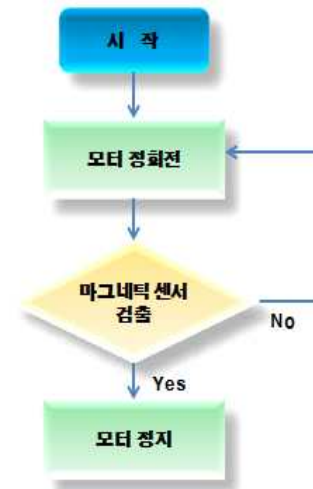 시 작
모터 정회전
마그네틱 센서
검출
No
Yes
모터 정지